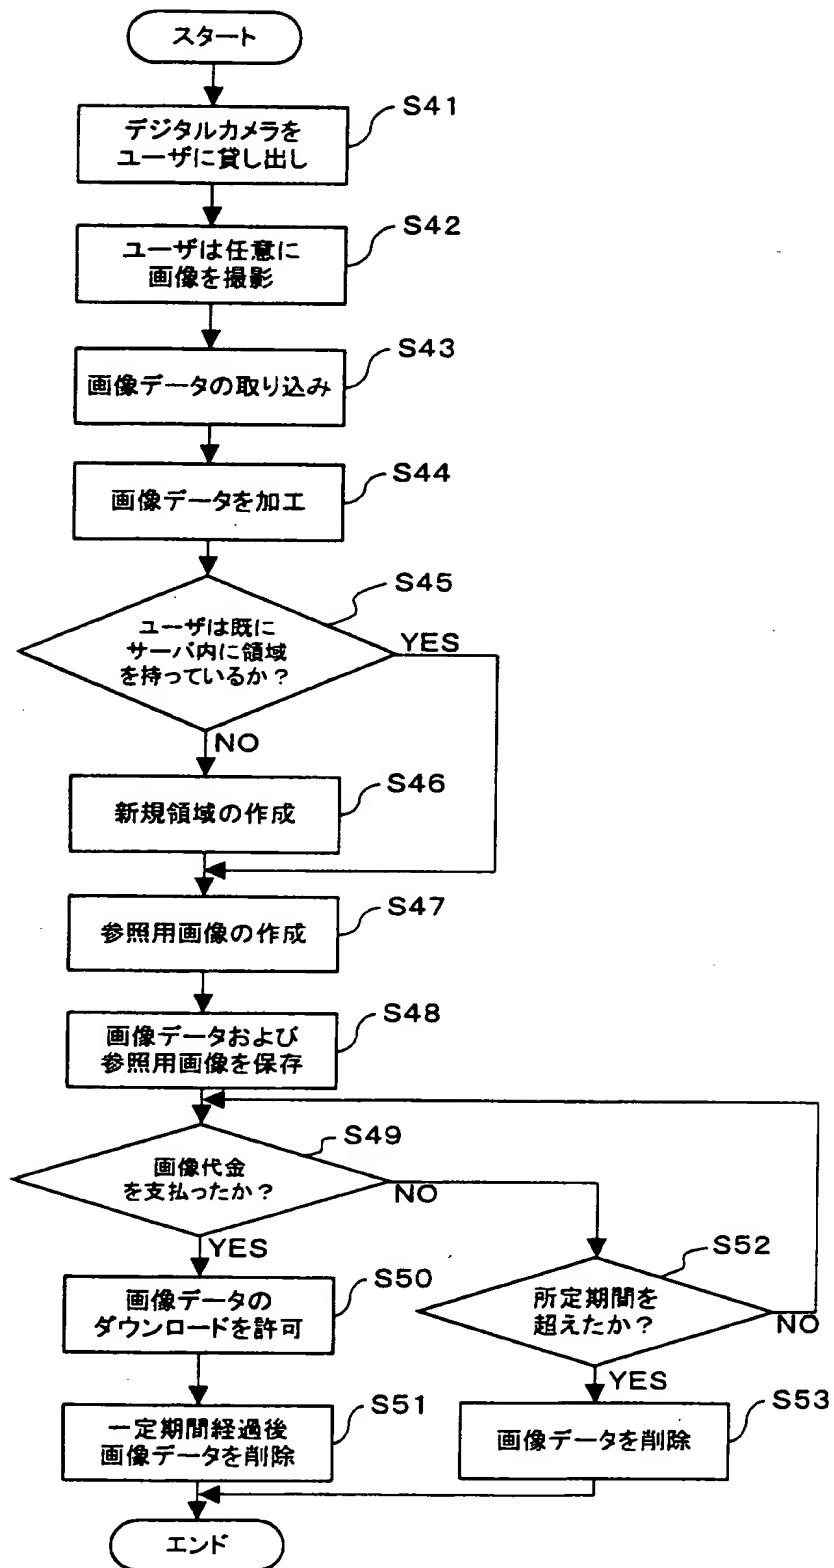 スタート
S41
デジタルカメラを
ユーザに貸し出し
S42
ユーザは任意に
画像を撮影
S43
画像データの取り込み
S44
画像データを加工
S45
ユーザは既に
サーバ内に領域
を持っているか？
YES
NO
S46
新規領域の作成
S47
参照用画像の作成
S48
画像データおよび
参照用画像を保存
S49
画像代金
を支払ったか？
NO
YES
S52
所定期間を
超えたか？
NO
YES
S50
画像データの
ダウンロードを許可
S51
一定期間経過後
画像データを削除
S53
画像データを削除
エンド